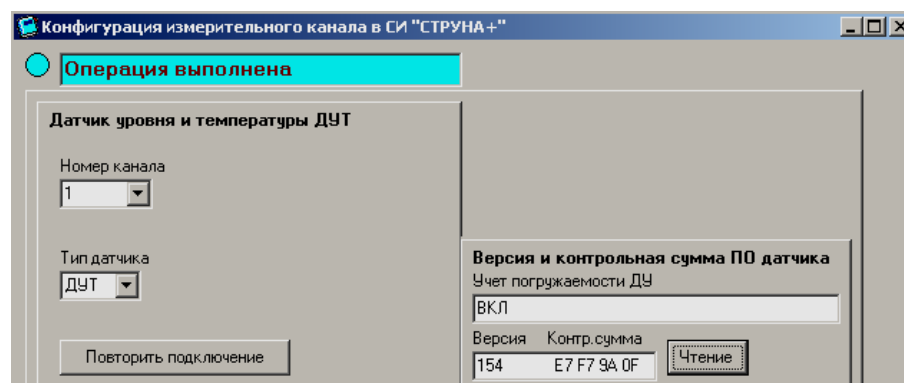 Конфигурация измерительного канала в СИ "СТРУНА+"
Операция выполнена
Датчик уровня и температуры ДУТ
Номер канала
1
Тип датчика
ДУТ
Повторить подключение
Версия и контрольная сумма ПО датчика
Учет погружаемости ДУ
ВКЛ
Версия Контр.сумма
154 E7 F7 9A 0F
Чтение